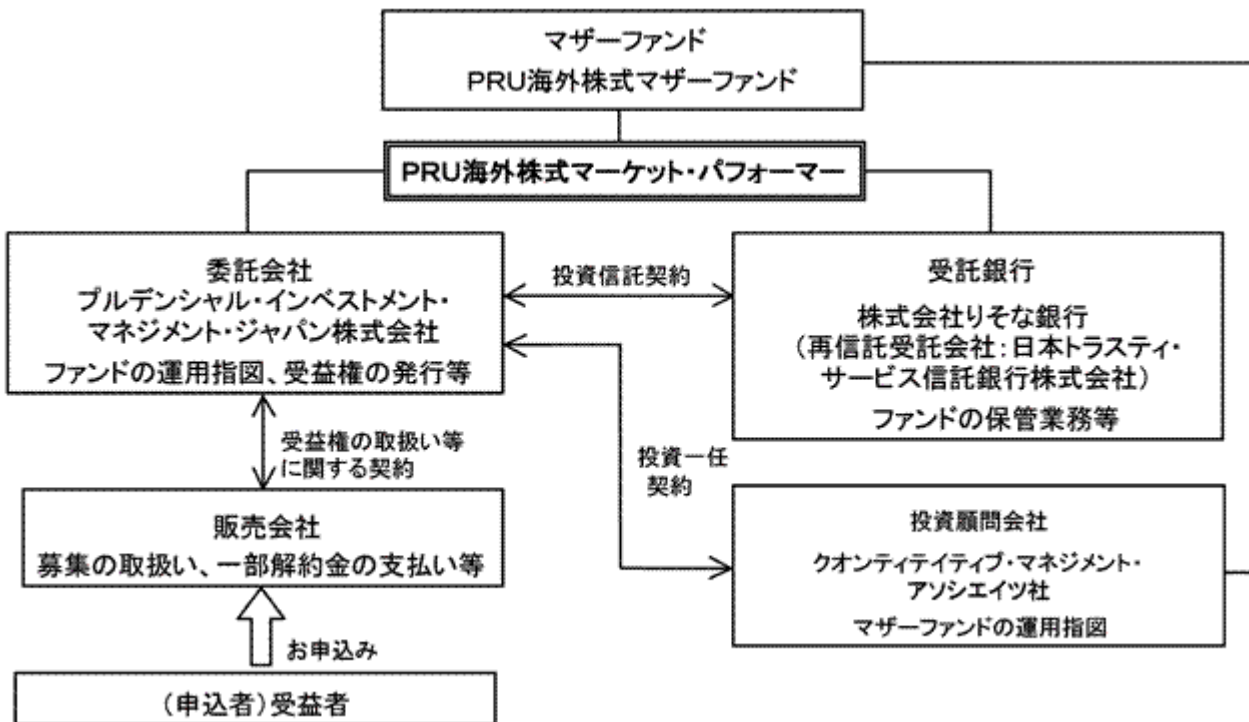 マザーファンド
PRU海外株式マザーファンド
PRU海外株式マーケット・パフォーマー
委託会社
プルデンシャル・インベストメント・
マネジメント・ジャパン株式会社
ファンドの運用指図、受益権の発行等
投資信託契約
受託銀行
株式会社りそな銀行
（再信託受託会社：日本トラスティ・
サービス信託銀行株式会社）
ファンドの保管業務等
受益権の取扱い等
に関する契約
投資一任
契約
販売会社
募集の取扱い、一部解約金の支払い等
投資顧問会社
クオンティテイティブ・マネジメント・
アソシエイツ社
マザーファンドの運用指図
お申込み
（申込者）受益者